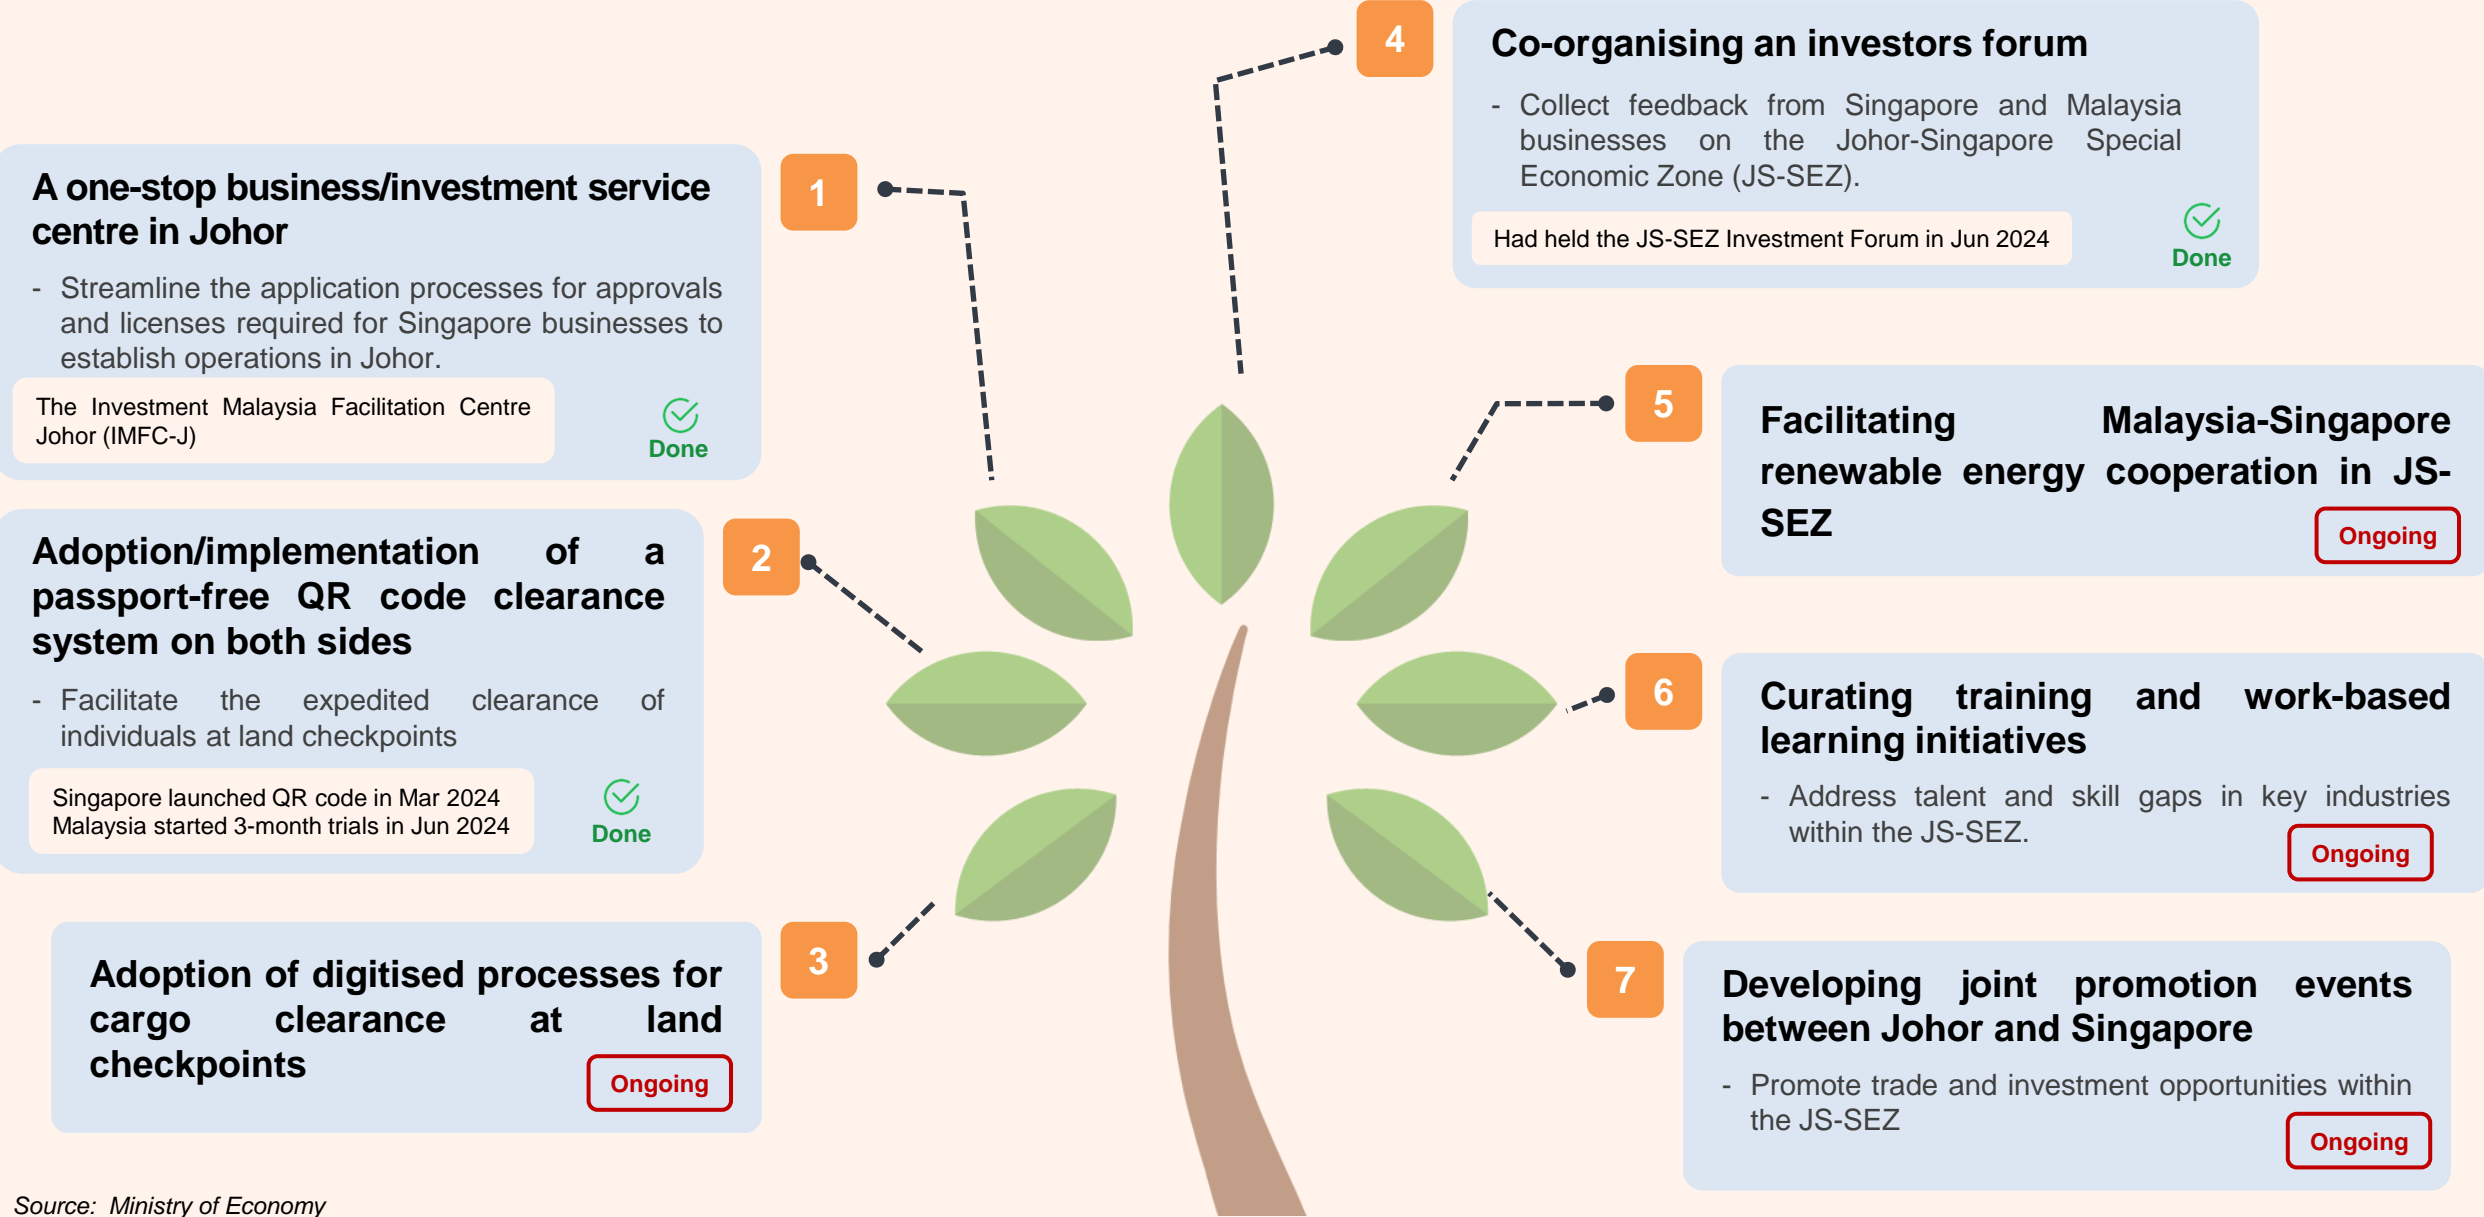 1
A one-stop business/investment service
centre in Johor
- Streamline the application processes for approvals
and licenses required for Singapore businesses to
establish operations in Johor.
The Investment Malaysia Facilitation Centre
Johor (IMFC-J)
Done
2
Adoption/implementation of a
passport-free QR code clearance
system on both sides
- Facilitate the expedited clearance of
individuals at land checkpoints
Singapore launched QR code in Mar 2024
Malaysia started 3-month trials in Jun 2024
Done
3
Adoption of digitised processes for
cargo clearance at land
checkpoints
Ongoing
4
Co-organising an investors forum
- Collect feedback from Singapore and Malaysia
businesses on the Johor-Singapore Special
Economic Zone (JS-SEZ).
Had held the JS-SEZ Investment Forum in Jun 2024
Done
5
Facilitating Malaysia-Singapore
renewable energy cooperation in JS-
SEZ
Ongoing
6
Curating training and work-based
learning initiatives
- Address talent and skill gaps in key industries
within the JS-SEZ.
Ongoing
7
Developing joint promotion events
between Johor and Singapore
- Promote trade and investment opportunities within
the JS-SEZ
Ongoing
Source: Ministry of Economy